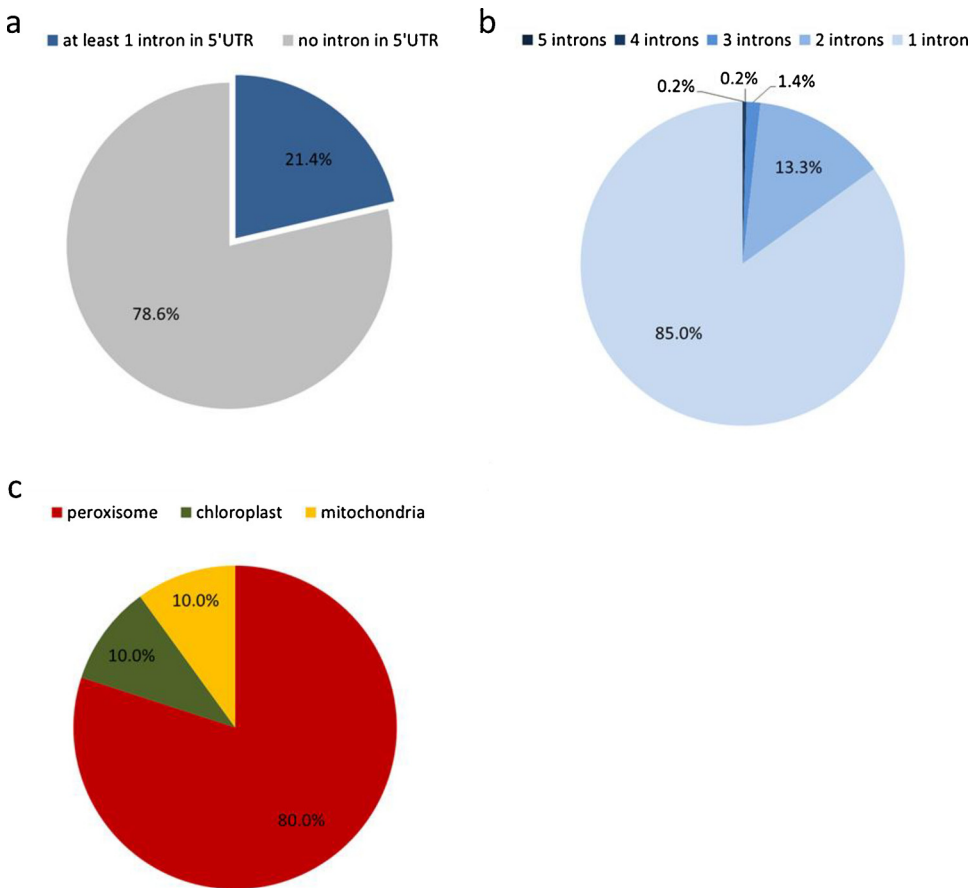 a
at least 1 intron in 5'UTR no intron in 5'UTR
21.4%
78.6%
b
5 introns 4 introns 3 introns 2 introns 1 intron
0.2% 0.2% 1.4%
13.3%
85.0%
c
peroxisome chloroplast mitochondria
10.0%
10.0%
80.0%